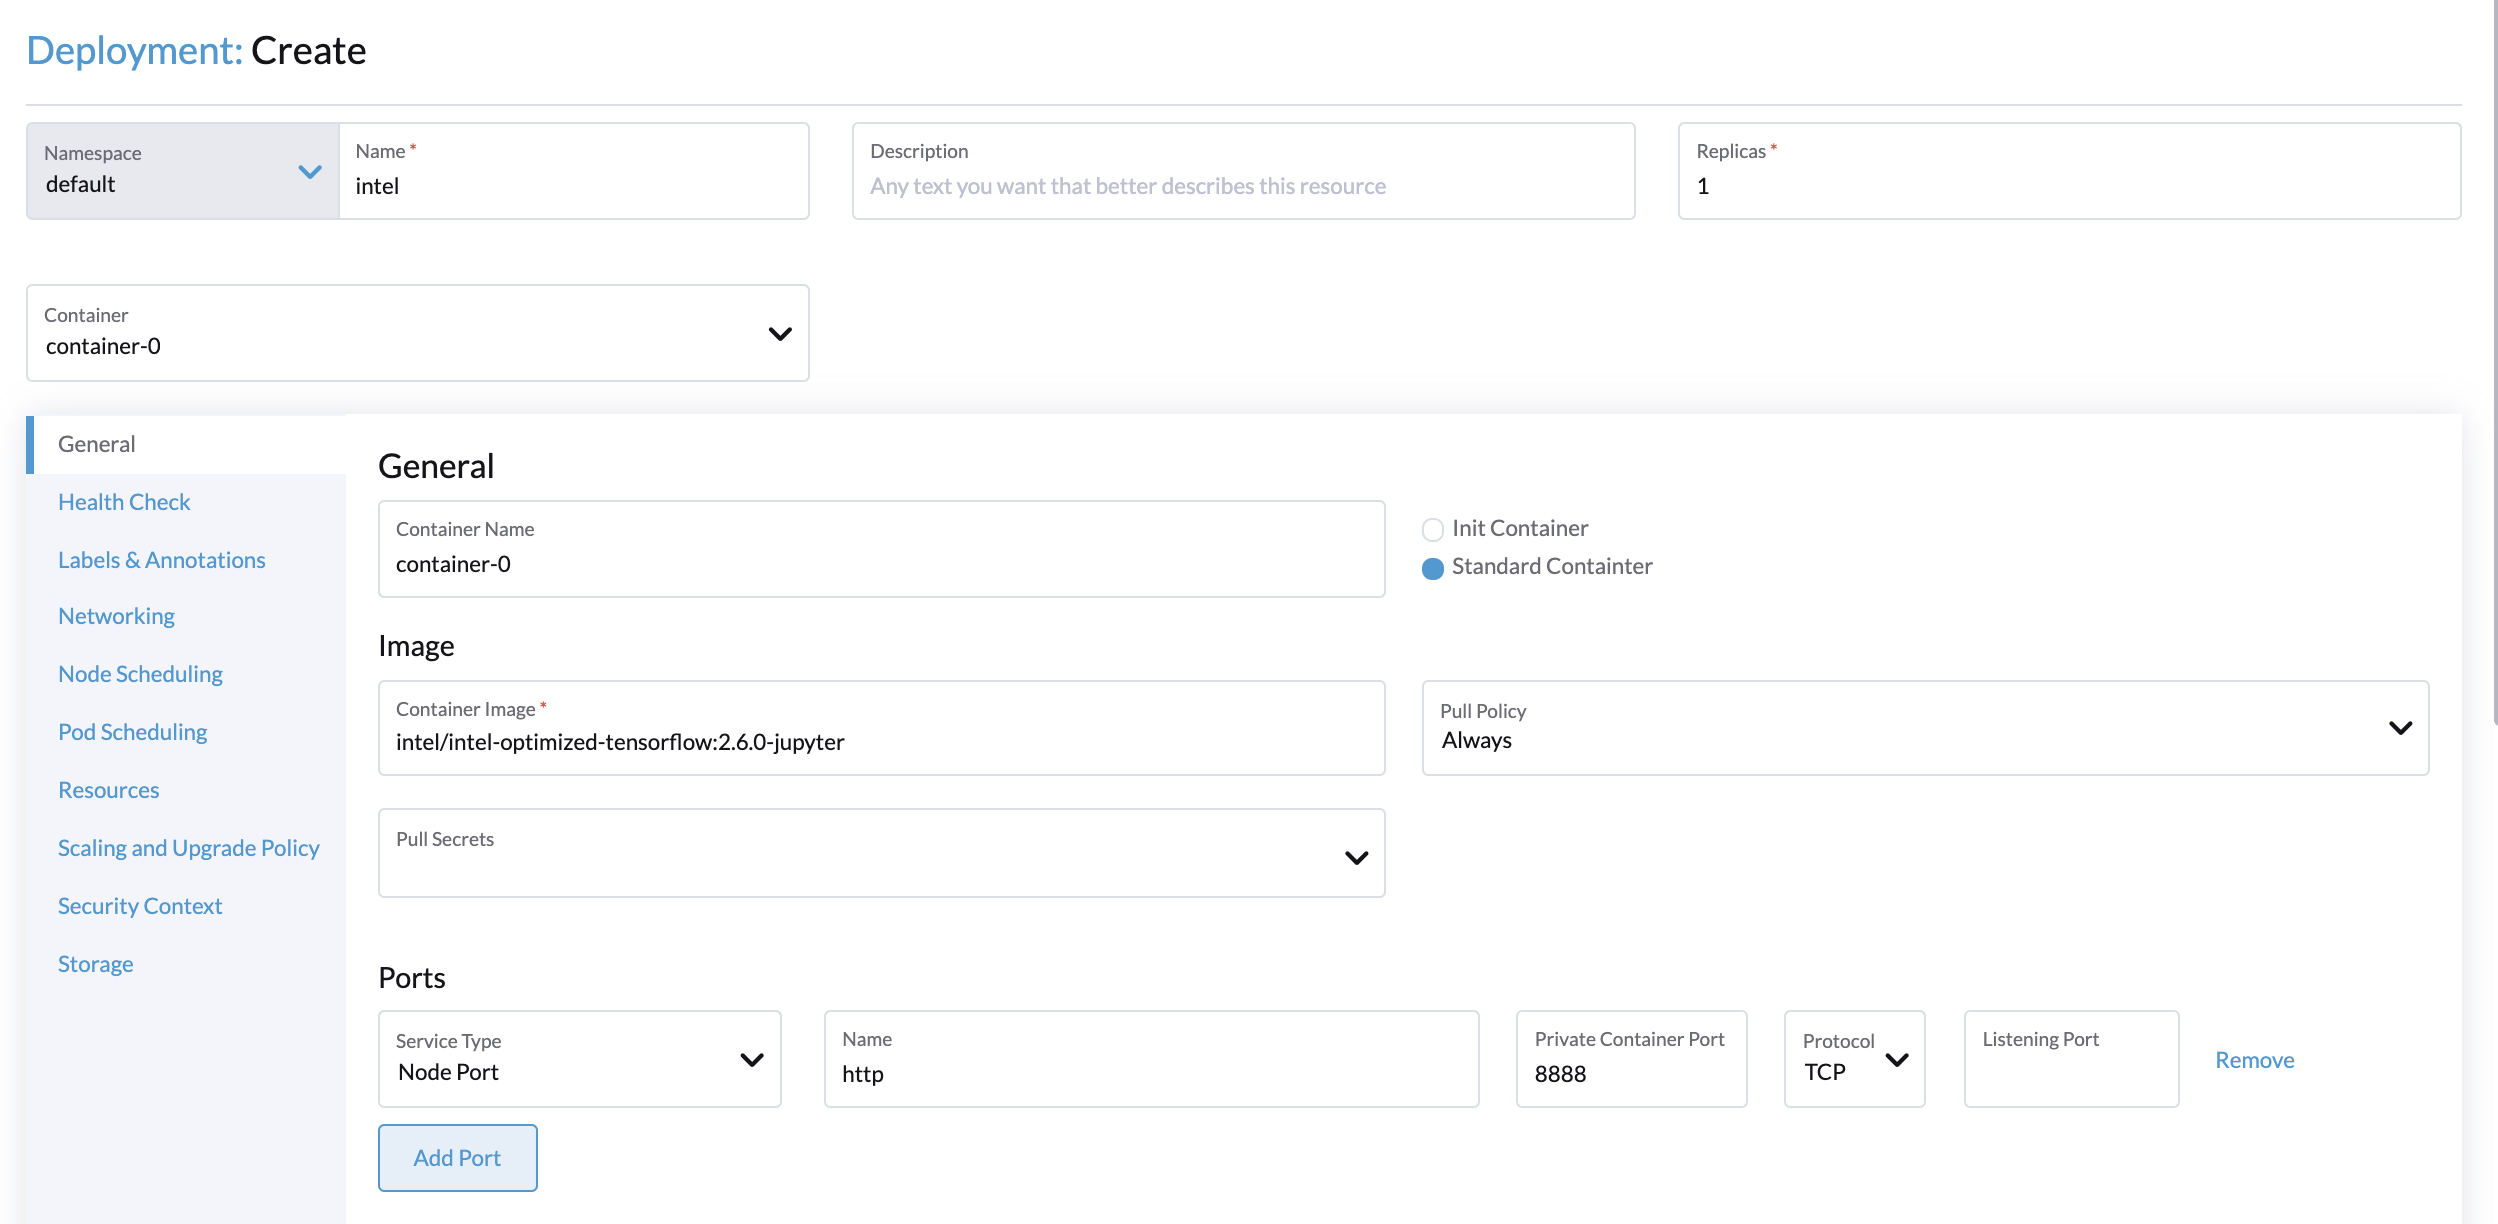 Deployment: Create
Namespace
default
Name *
intel
Description
Any text you want that better describes this resource
Replicas *
1
Container
container-0
General
Health Check
Labels & Annotations
Networking
Node Scheduling
Pod Scheduling
Resources
Scaling and Upgrade Policy
Security Context
Storage
General
Container Name
container-0
Init Container
Standard Containter
Image
Container Image *
intel/intel-optimized-tensorflow:2.6.0-jupyter
Pull Policy
Always
Pull Secrets
Ports
Service Type
Node Port
Name
http
Private Container Port
8888
Protocol
TCP
Listening Port
Remove
Add Port